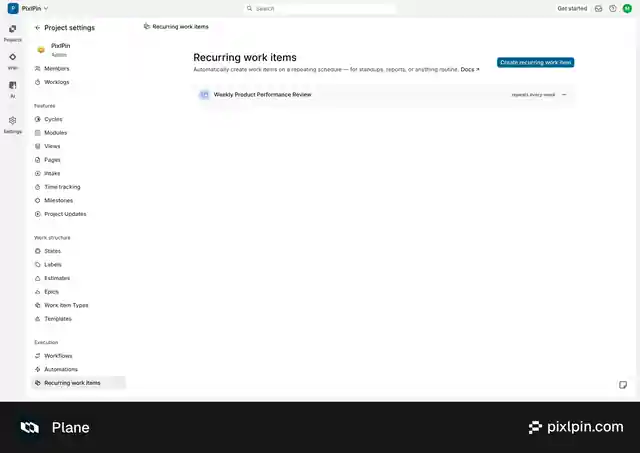 P PixlPin
Search
Get started
M
Projects
Wiki
AI
Settings
Project settings
PixlPin
Admin
Members
Worklogs
Features
Cycles
Modules
Views
Pages
Intake
Time tracking
Milestones
Project Updates
Work structure
States
Labels
Estimates
Epics
Work item Types
Templates
Execution
Workflows
Automations
Recurring work items
Recurring work items
Recurring work items
Automatically create work items on a repeating schedule — for standups, reports, or anything routine. Docs ↗
Create recurring work item
Weekly Product Performance Review
repeats every week
Plane
pixlpin.com